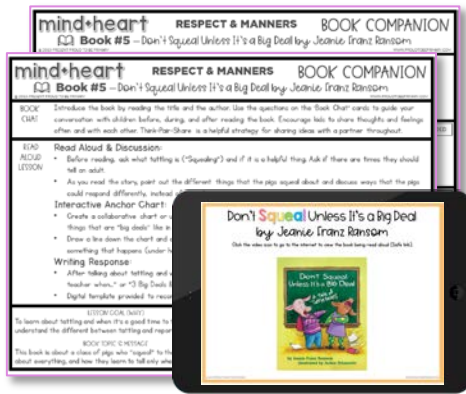 mind+heart RESPECT & MANNERS BOOK COMPANION
Book #5 – Don't Squeal Unless It's a Big Deal by Jeanie Franz Ransom
mind+heart RESPECT & MANNERS BOOK COMPANION
Book #5 – Don't Squeal Unless It's a Big Deal by Jeanie Franz Ransom
BOOK CHAT
Introduce the book by reading the title and the author. Use the questions on the "Book Chat" cards to guide your
conversation with children before, during, and after reading the book. Encourage kids to share thoughts and feelings
often and with each other. Think-Pair-Share is a helpful strategy for sharing ideas with a partner throughout.
READ ALOUD LESSON
Read Aloud & Discussion:
• Before reading, ask what tattling is ("Squealing") and if it is a helpful thing. Ask if there are times they should
tell an adult.
• As you read the story, point out the different things that the pigs squeal about and discuss ways that the pigs
could respond differently, instead
Interactive Anchor Chart:
• Create a collaborative chart or
things that are "big deals" like
• Draw a line down the chart and
something that happens (under
Writing Response:
• After talking about tattling and
teacher when..." or "3 Big Deals
• Digital template provided to
LESSON GOAL (WHY)
To learn about tattling and when it's a good time to
understand the different between tattling and
BOOK TOPIC & MESSAGE
This book is about a class of pigs who "squeal" to
about everything, and how they learn to tell only
Don't Squeal Unless It's a Big Deal
by Jeanie Franz Ransom
Click the video icon to go to the internet to view the book being read aloud (Safe link).
Don't Squeal
Unless It's a Big Deal
A Tale of
Tattletales
by Jeanie Franz Ransom